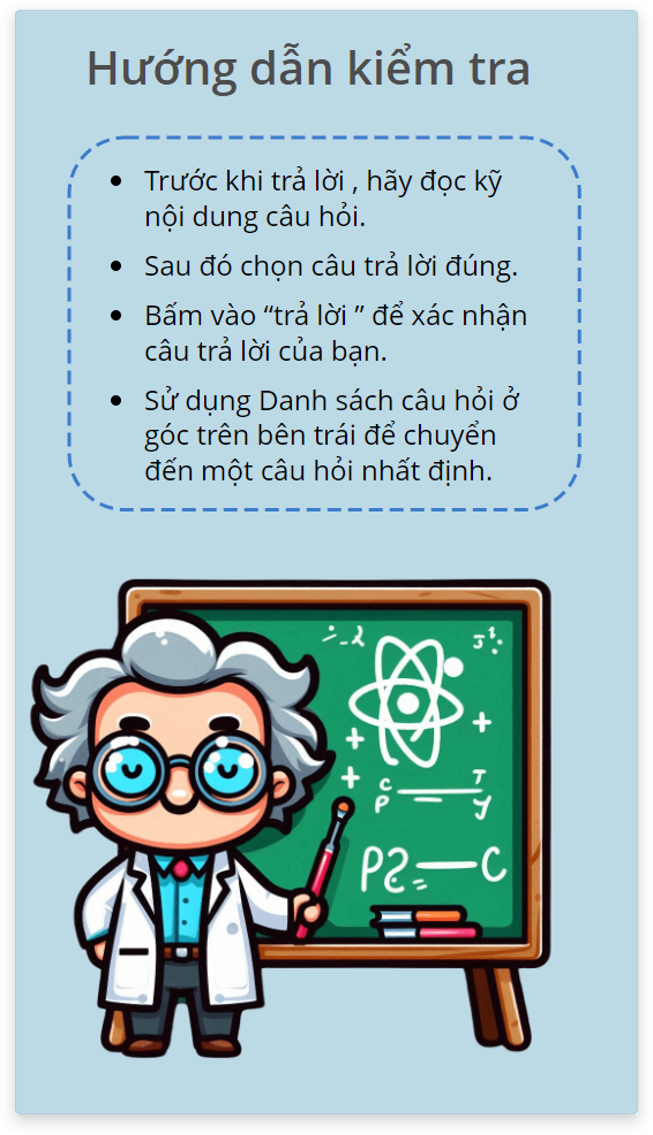 Hướng dẫn kiểm tra
Trước khi trả lời , hãy đọc kỹ
nội dung câu hỏi.
Sau đó chọn câu trả lời đúng.
Bấm vào “trả lời ” để xác nhận
câu trả lời của bạn.
Sử dụng Danh sách câu hỏi ở
góc trên bên trái để chuyển
đến một câu hỏi nhất định.